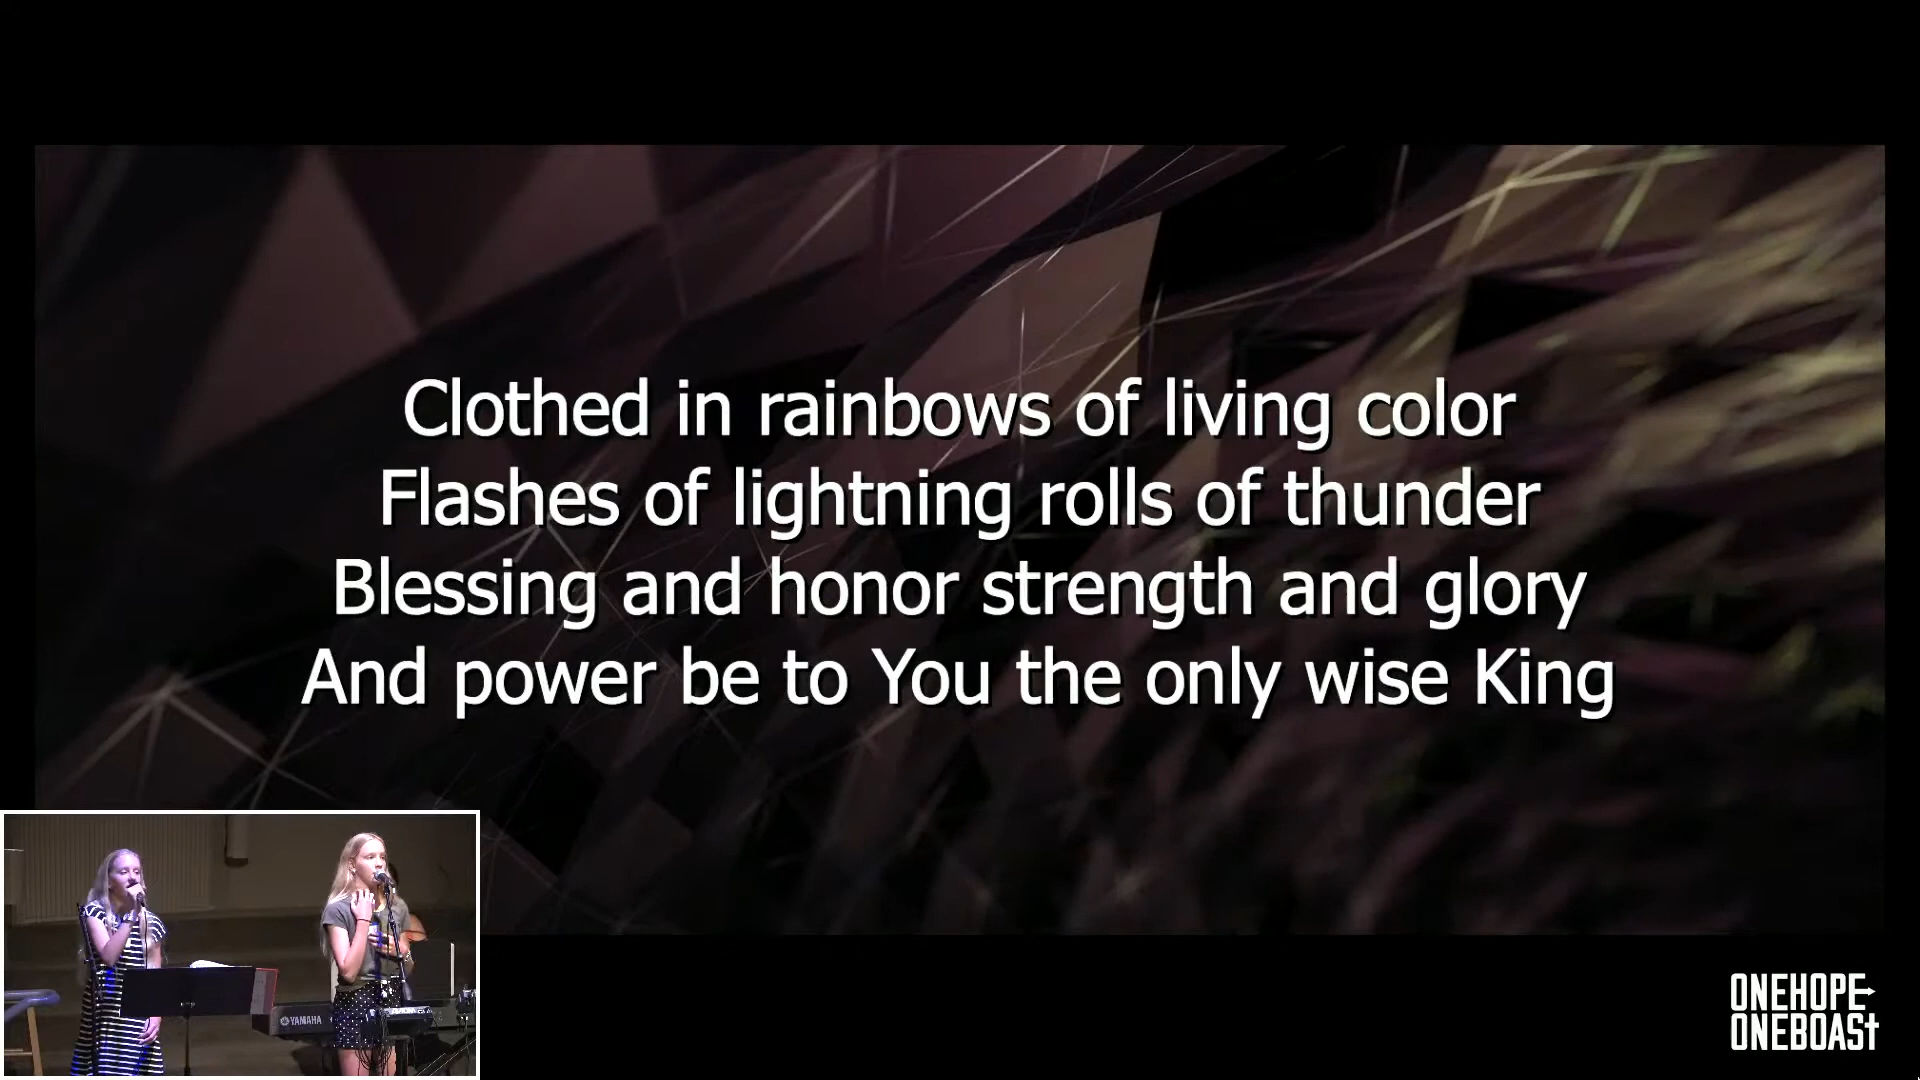 Clothed in rainbows of living color
Flashes of lightning rolls of thunder
Blessing and honor strength and glory
And power be to You the only wise King
YAMAHA
ONEHOPE
ONEBOAST